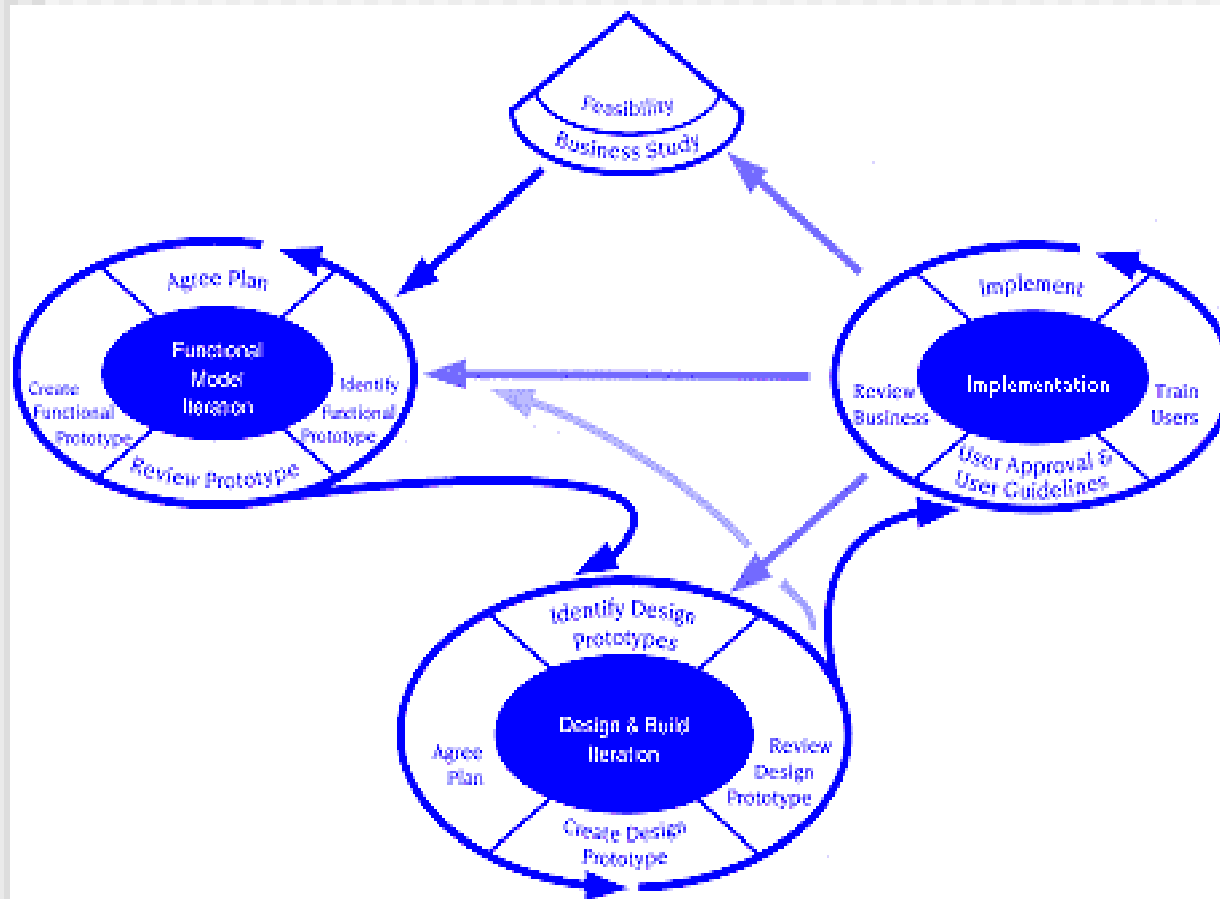 Feasibility
Business Study
Agree Plan
Functional
Model
Iteration
Create
Functional
Prototype
Identify
Functional
Prototype
Review Prototype
Implement
Implementation
Review
Business
Train
Users
User Approval &
User Guidelines
Identify Design
Prototypes
Design & Build
Iteration
Agree
Plan
Review
Design
Prototype
Create Design
Prototype